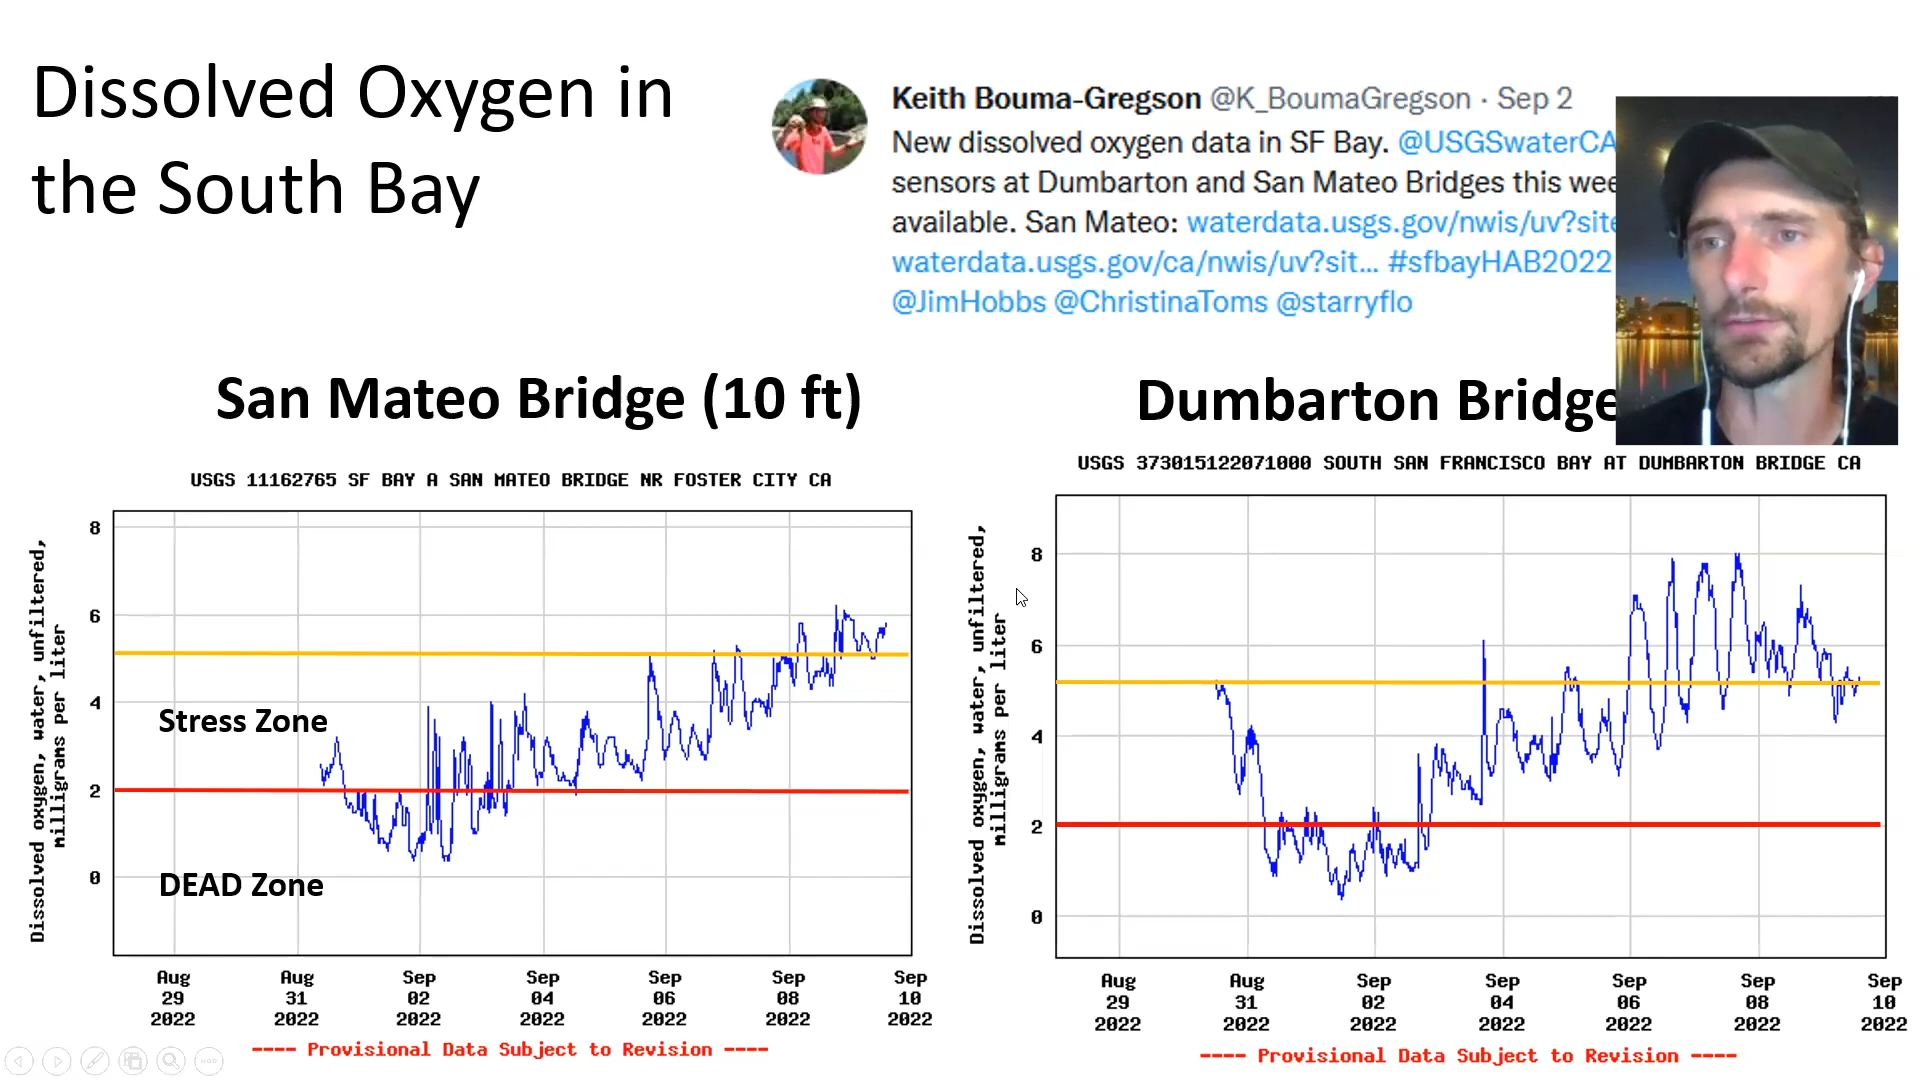 Dissolved Oxygen in
the South Bay
Keith Bouma-Gregson @K_BoumaGregson · Sep 2
New dissolved oxygen data in SF Bay. @USGSwaterCA
sensors at Dumbarton and San Mateo Bridges this
available. San Mateo: waterdata.usgs.gov/nwis/uv?site
waterdata.usgs.gov/ca/nwis/uv?sit... #sfbayHAB2022
@JimHobbs @ChristinaToms @starryflo
San Mateo Bridge (10 ft)
USGS 11162765 SF BAY A SAN MATEO BRIDGE NR FOSTER CITY CA
Dissolved oxygen, water, unfiltered,
milligrams per liter
8
6
4
2
0
Stress Zone
DEAD Zone
Aug 29 2022
Aug 31 2022
Sep 02 2022
Sep 04 2022
Sep 06 2022
Sep 08 2022
Sep 10 2022
---- Provisional Data Subject to Revision ----
Dumbarton Bridge
USGS 373015122071000 SOUTH SAN FRANCISCO BAY AT DUMBARTON BRIDGE CA
Dissolved oxygen, water, unfiltered,
milligrams per liter
8
6
4
2
0
Aug 29 2022
Aug 31 2022
Sep 02 2022
Sep 04 2022
Sep 06 2022
Sep 08 2022
Sep 10 2022
---- Provisional Data Subject to Revision ----